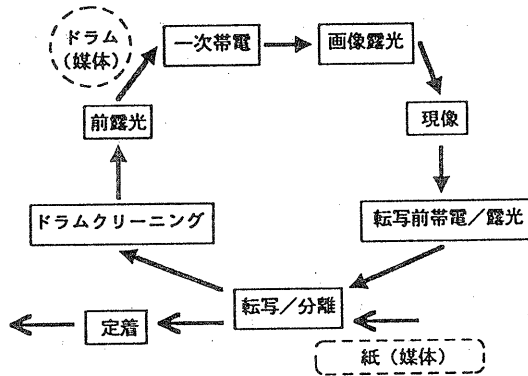 ドラム
(媒体)
一次帯電
画像露光
前露光
現像
ドラムクリーニング
転写前帯電/露光
転写/分離
定着
紙(媒体)